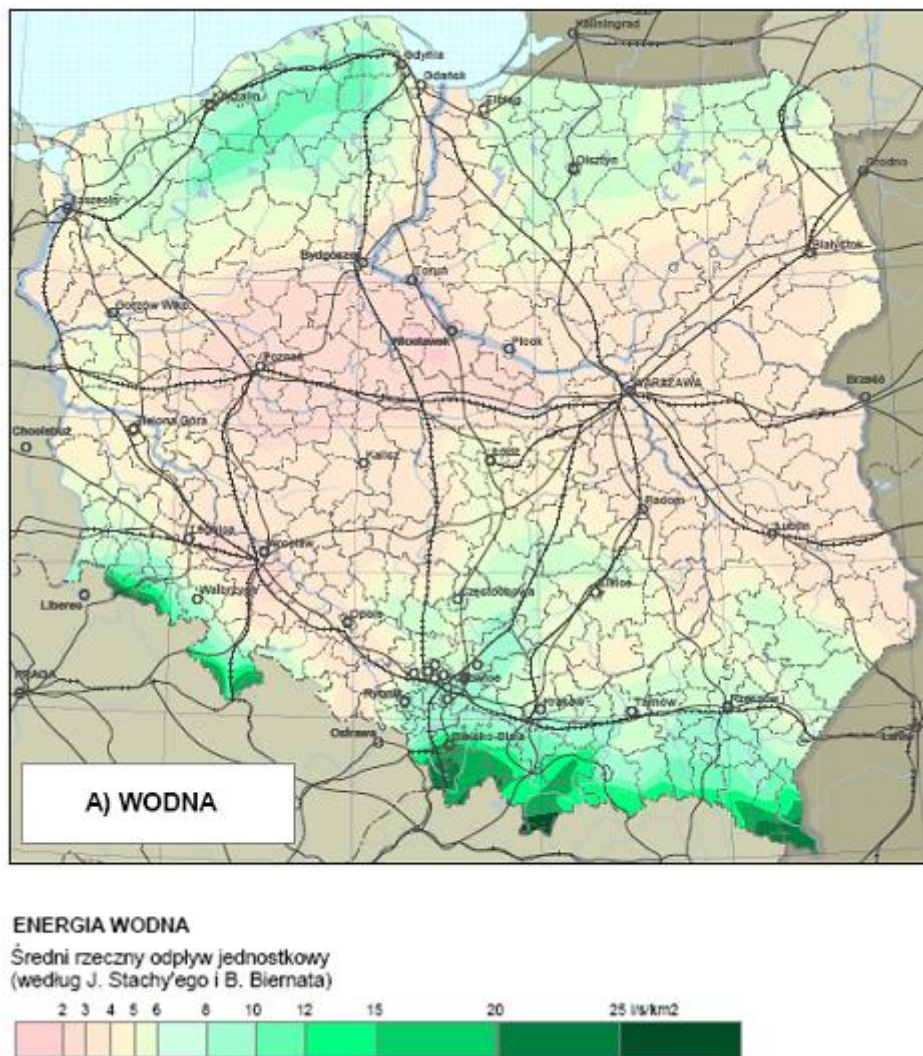 Kaliningrad
Gdynia
Gdańsk
Koszalin
Elbląg
Olsztyn
Grodno
Szczecin
Białystok
Bydgoszcz
Toruń
Gorzów Wlkp.
Włocławek
Płock
Poznań
WARSZAWA
Brześć
Zielona Góra
Chociebuż
Kalisz
Łódź
Radom
Legnica
Lublin
Wrocław
Liberec
Wałbrzych
Częstochowa
Kielce
Opole
PRAGA
Rybnik
Kraków
Tarnów
Rzeszów
Ostrawa
Bielsko-Biała
A) WODNA
ENERGIA WODNA
Średni rzeczny odpływ jednostkowy
(według J. Stachy'ego i B. Biernata)
2 3 4 5 6 8 10 12 15 20 25 l/s/km2